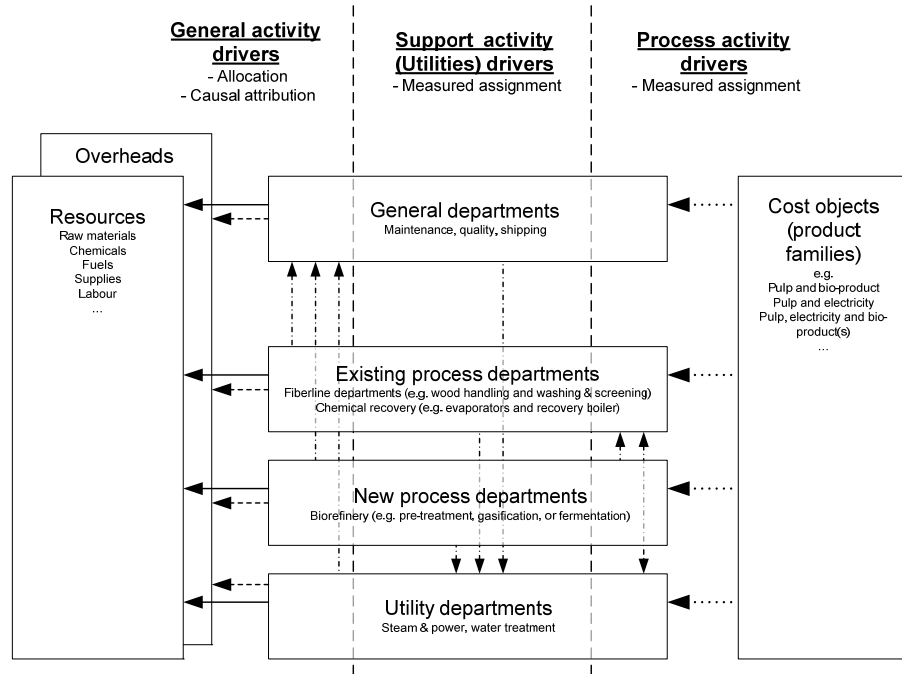 General activity
drivers
- Allocation
- Causal attribution
Support activity
(Utilities) drivers
- Measured assignment
Process activity
drivers
- Measured assignment
Overheads
Resources
Raw materials
Chemicals
Fuels
Supplies
Labour
...
General departments
Maintenance, quality, shipping
Cost objects
(product
families)
e.g.
Pulp and bio-product
Pulp and electricity
Pulp, electricity and bio-
product(s)
...
Existing process departments
Fiberline departments (e.g. wood handling and washing & screening)
Chemical recovery (e.g. evaporators and recovery boiler)
New process departments
Biorefinery (e.g. pre-treatment, gasification, or fermentation)
Utility departments
Steam & power, water treatment